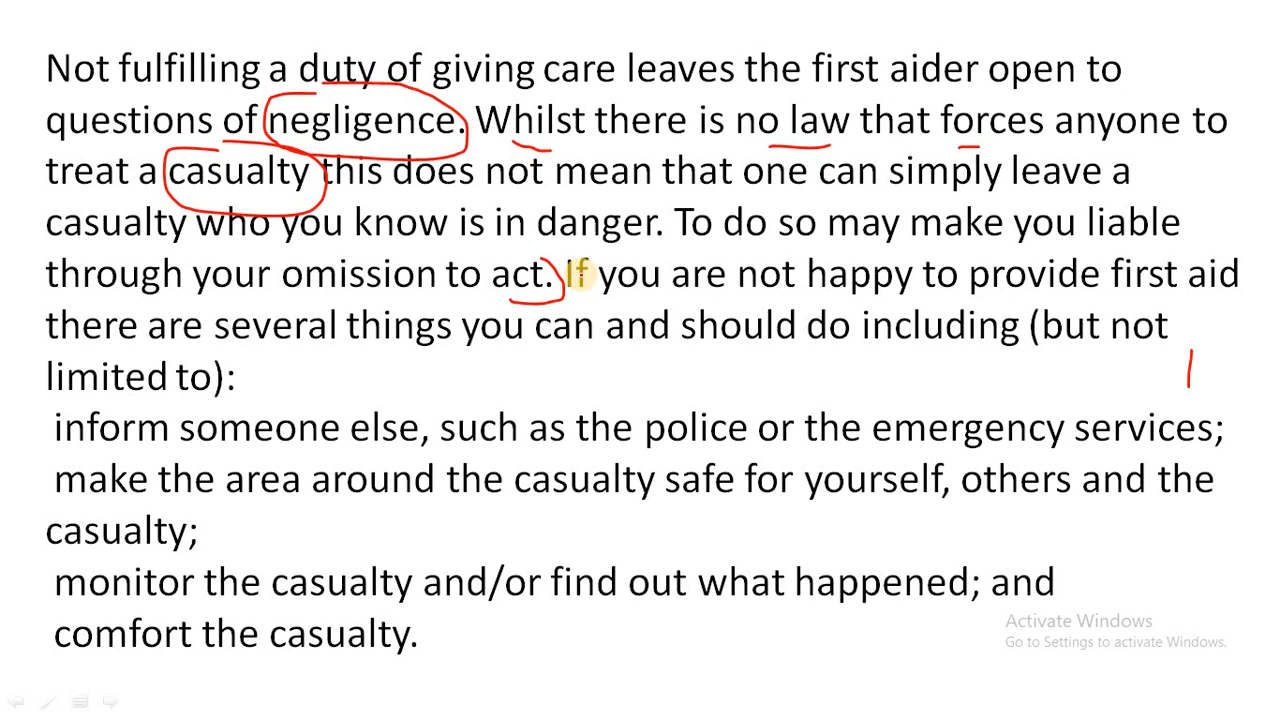 Not fulfilling a duty of giving care leaves the first aider open to
questions of negligence. Whilst there is no law that forces anyone to
treat a casualty this does not mean that one can simply leave a
casualty who you know is in danger. To do so may make you liable
through your omission to act. If you are not happy to provide first aid
there are several things you can and should do including (but not
limited to):
inform someone else, such as the police or the emergency services;
make the area around the casualty safe for yourself, others and the
casualty;
monitor the casualty and/or find out what happened; and
comfort the casualty.
Activate Windows
Go to Settings to activate Windows.